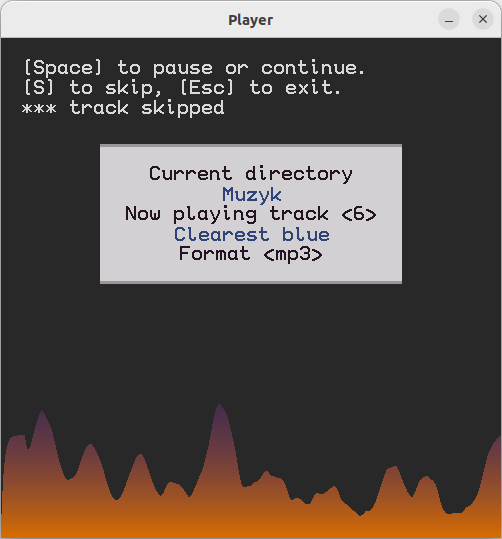 Player
[Space] to pause or continue.
[S] to skip, [Esc] to exit.
*** track skipped
Current directory
Muzyk
Now playing track <6>
Clearest blue
Format <mp3>